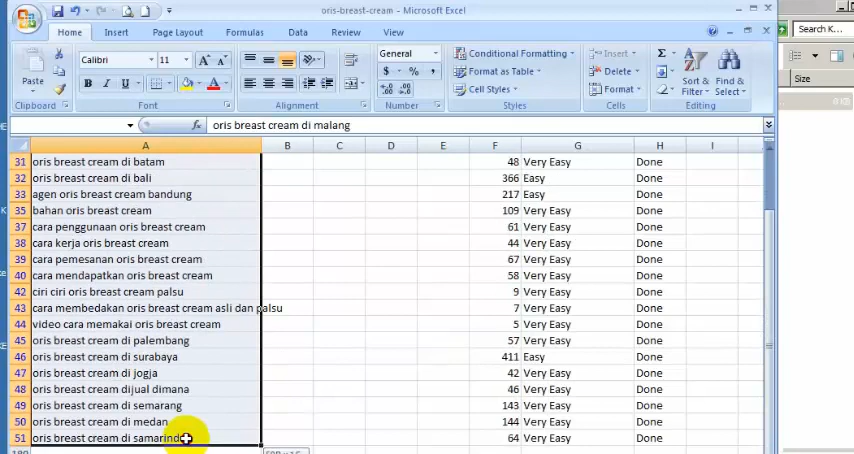 oris-breast-cream – Microsoft Excel
Search K...
Home Insert Page Layout Formulas Data Review View
Calibri 11 General Conditional Formatting Insert
Paste Format as Table Delete Sort & Filter Find & Select
Cell Styles Format
Clipboard Font Alignment Number Styles Cells Editing
Size
oris breast cream di malang
A B C D E F G H I
31 oris breast cream di batam 48 Very Easy Done
32 oris breast cream di bali 366 Easy Done
33 agen oris breast cream bandung 217 Easy Done
35 bahan oris breast cream 109 Very Easy Done
37 cara penggunaan oris breast cream 61 Very Easy Done
38 cara kerja oris breast cream 44 Very Easy Done
39 cara pemesanan oris breast cream 67 Very Easy Done
40 cara mendapatkan oris breast cream 58 Very Easy Done
42 ciri ciri oris breast cream palsu 9 Very Easy Done
43 cara membedakan oris breast cream asli dan palsu 7 Very Easy Done
44 video cara memakai oris breast cream 5 Very Easy Done
45 oris breast cream di palembang 57 Very Easy Done
46 oris breast cream di surabaya 411 Easy Done
47 oris breast cream di jogja 42 Very Easy Done
48 oris breast cream dijual dimana 46 Very Easy Done
49 oris breast cream di semarang 143 Very Easy Done
50 oris breast cream di medan 144 Very Easy Done
51 oris breast cream di samarind 64 Very Easy Done